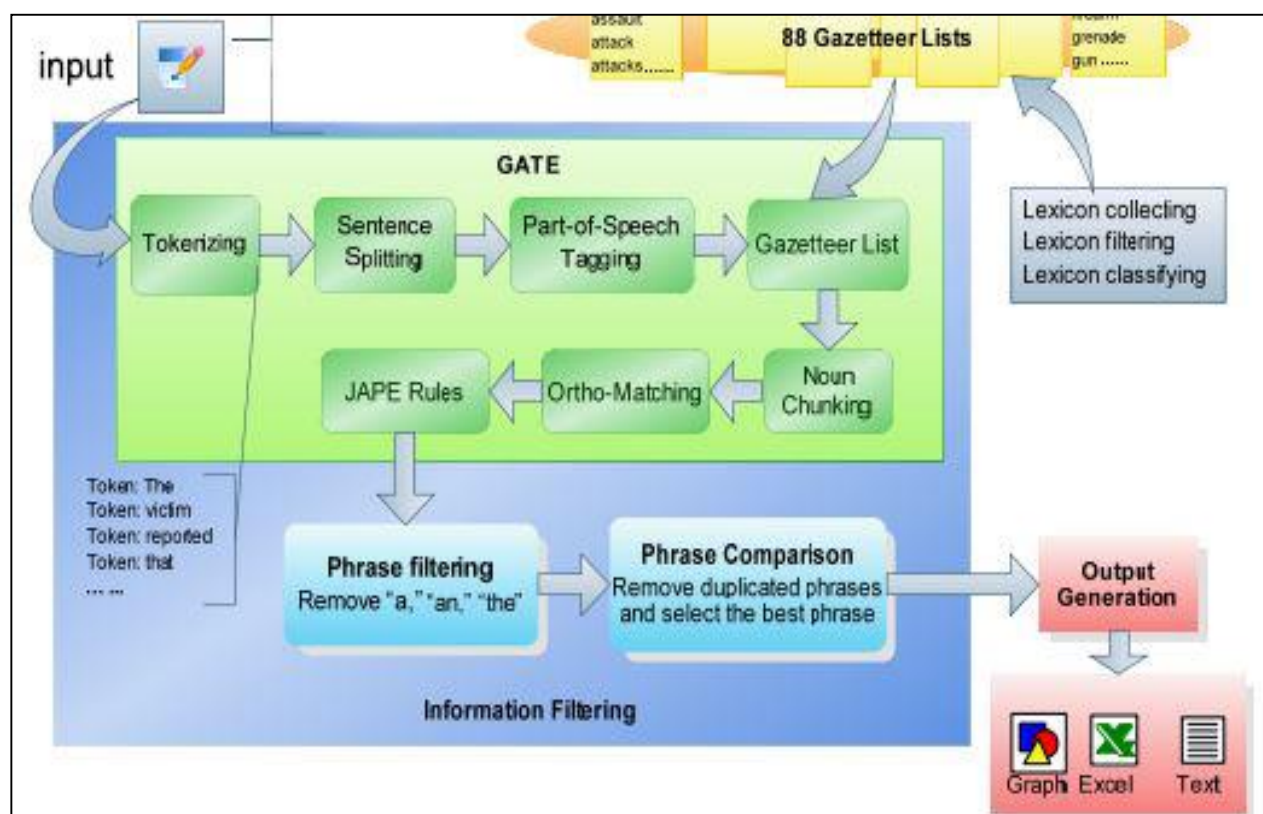 assault
attack
attacks......
88 Gazetteer Lists
grenade
gun ......
input
GATE
Tokerizing
Sentence
Splitting
Part-of-Speech
Tagging
Gazetteer List
Lexicon collecting
Lexicon filtering
Lexicon classifying
JAPE Rules
Ortho-Matching
Noun
Chunking
Token: The
Token: victim
Token: reported
Token: that
... ...
Phrase filtering
Remove “a,” “an,” “the”
Phrase Comparison
Remove duplicated phrases
and select the best phrase
Output
Generation
Information Filtering
Graph Excel Text